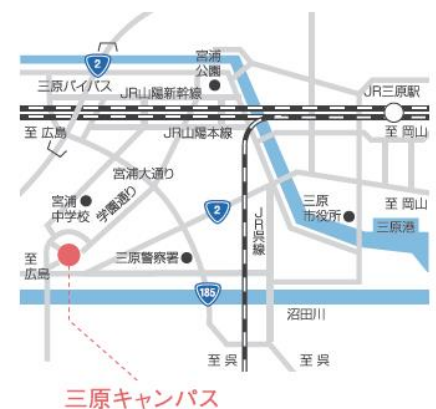 2
宮浦
公園
三原バイパス
JR山陽新幹線
JR三原駅
至 広島
JR山陽本線
至 岡山
宮浦大通り
宮浦
中学校
学園通り
2
JR呉線
三原
市役所
至 岡山
三原港
至
広島
三原警察署
185
沼田川
至 呉
至 呉
三原キャンパス